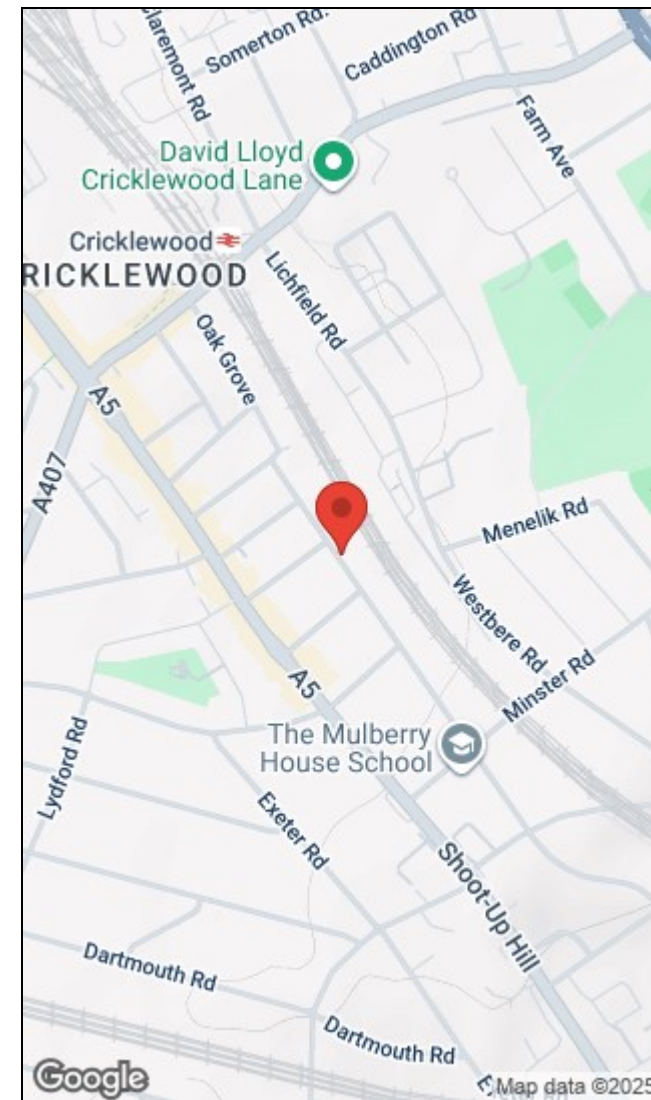 Claremont Rd
Somerton Rd.
Caddington Rd
Farm Ave
David Lloyd
Cricklewood Lane
Cricklewood
RICKLEWOOD
Lichfield Rd
Oak Grove
A5
A407
Menelik Rd
Westbere Rd
Minster Rd
A5
The Mulberry
House School
Lydford Rd
Exeter Rd
Shoot-Up Hill
Dartmouth Rd
Dartmouth Rd
Google
Map data ©2025